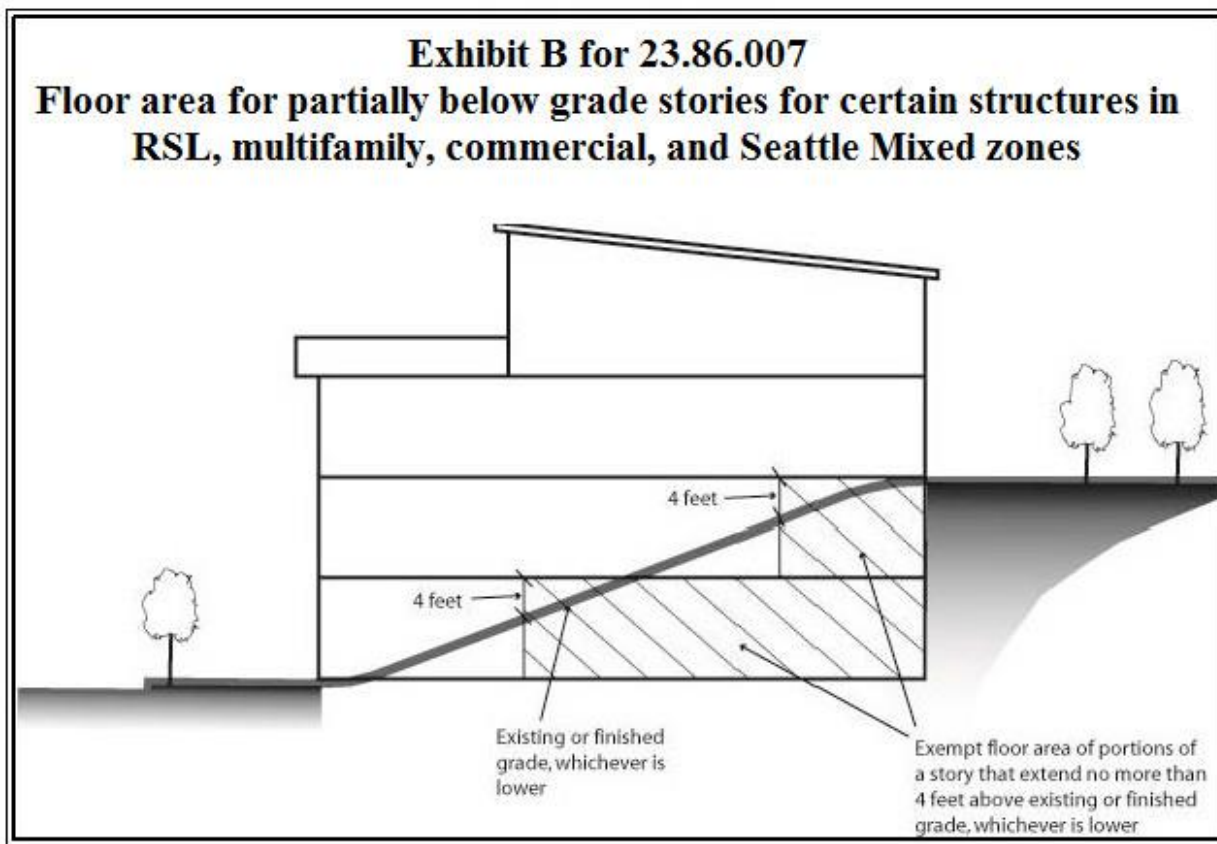 Exhibit B for 23.86.007
Floor area for partially below grade stories for certain structures in
RSL, multifamily, commercial, and Seattle Mixed zones
4 feet
4 feet
Existing or finished
grade, whichever is
lower
Exempt floor area of portions of
a story that extend no more than
4 feet above existing or finished
grade, whichever is lower